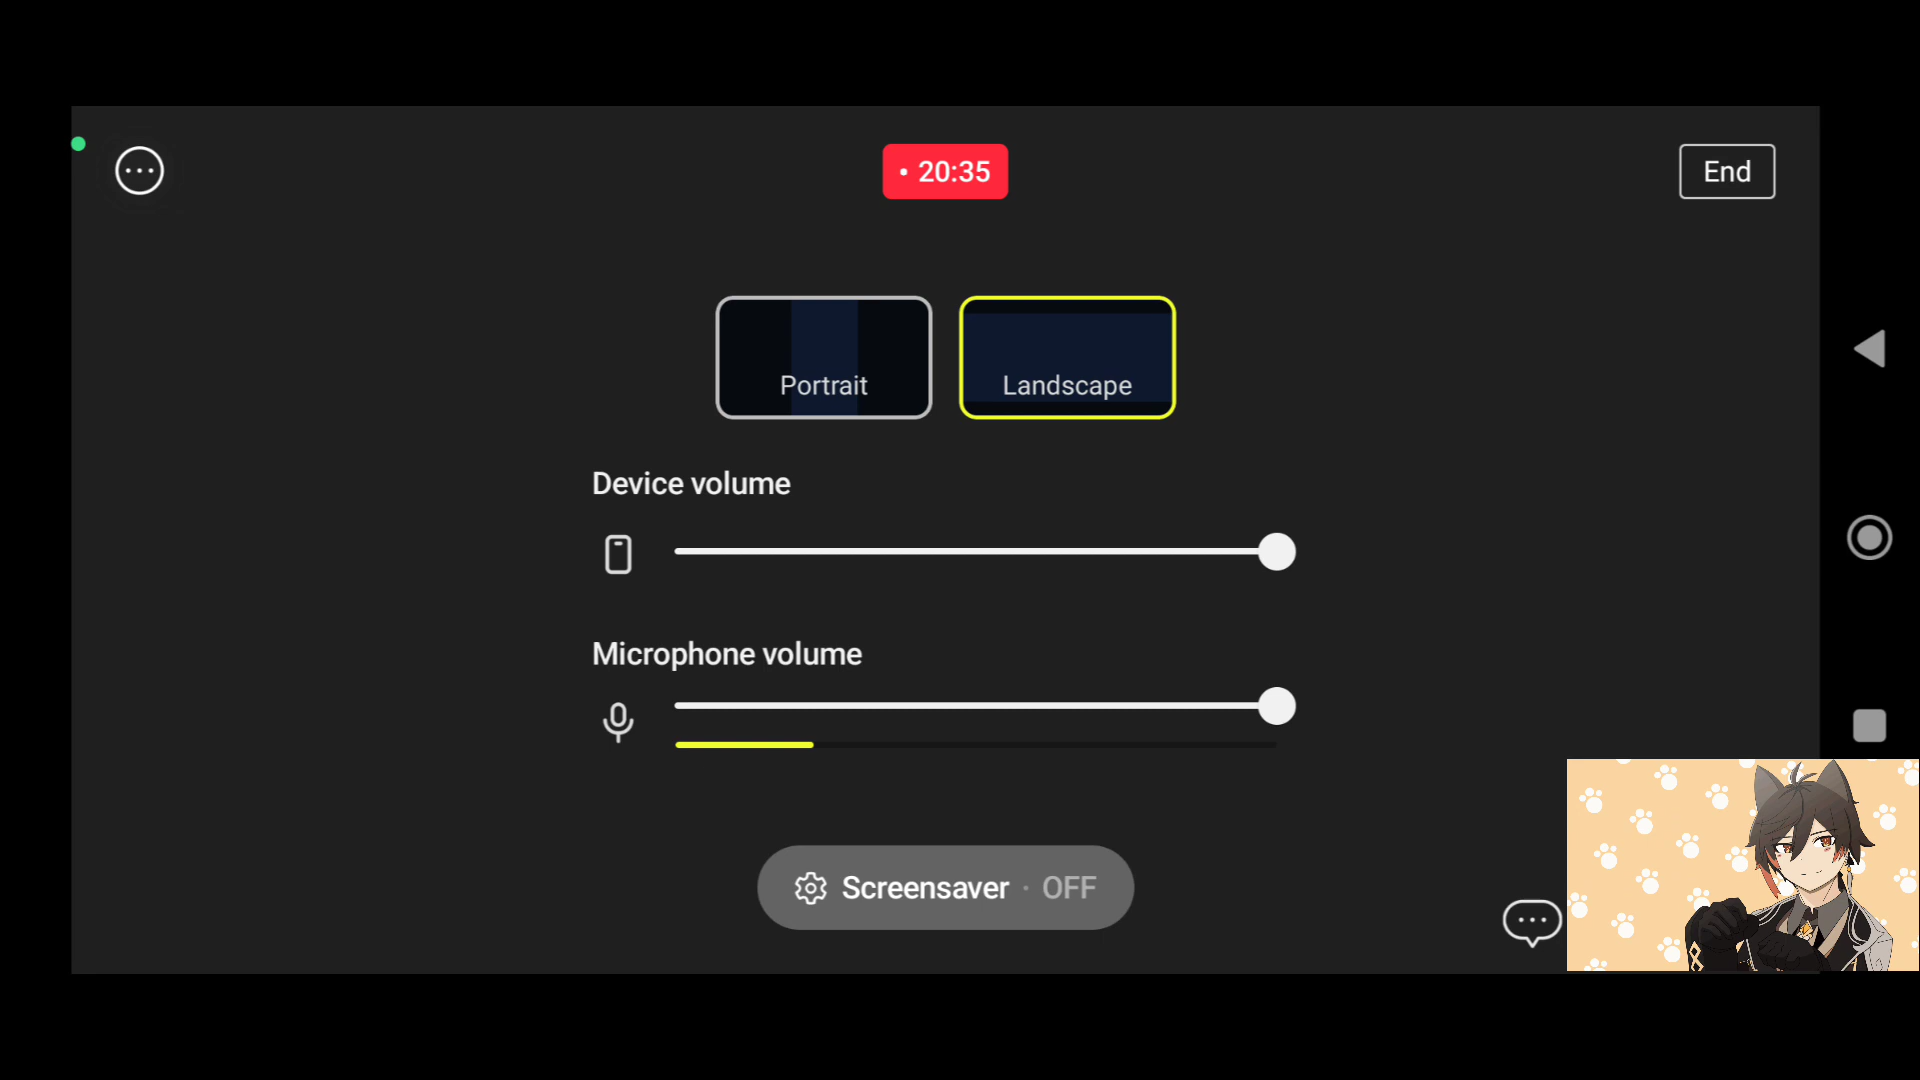 20:35
End
Portrait
Landscape
Device volume
Microphone volume
Screensaver · OFF